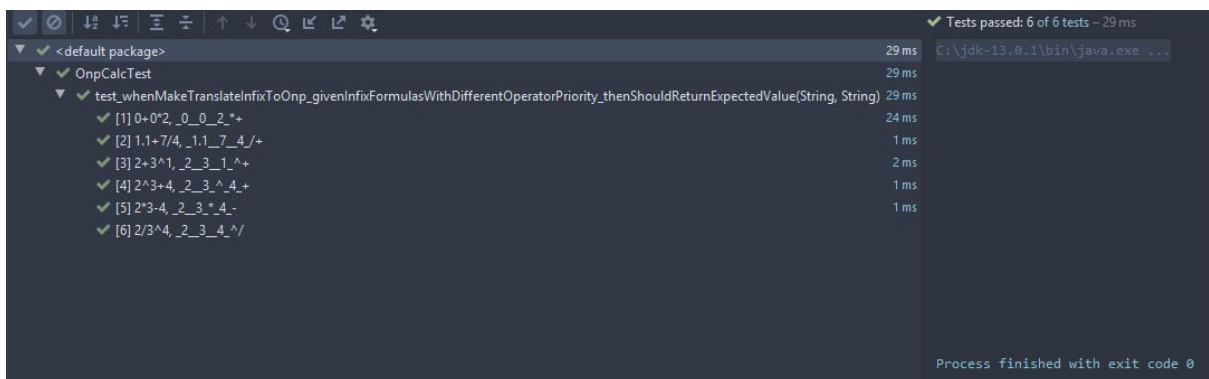 Tests passed: 6 of 6 tests – 29 ms
<default package> 29 ms
C:\jdk-13.0.1\bin\java.exe ...
OnpCalcTest 29 ms
test_whenMakeTranslateInfixToOnp_givenInfixFormulasWithDifferentOperatorPriority_thenShouldReturnExpectedValue(String, String) 29 ms
[1] 0+0*2, _0__0__2_*+ 24 ms
[2] 1.1+7/4, _1.1__7__4_/+ 1 ms
[3] 2+3^1, _2__3__1_^+ 2 ms
[4] 2^3+4, _2__3_^_4_+ 1 ms
[5] 2*3-4, _2__3_*_4_- 1 ms
[6] 2/3^4, _2__3__4_^/
Process finished with exit code 0